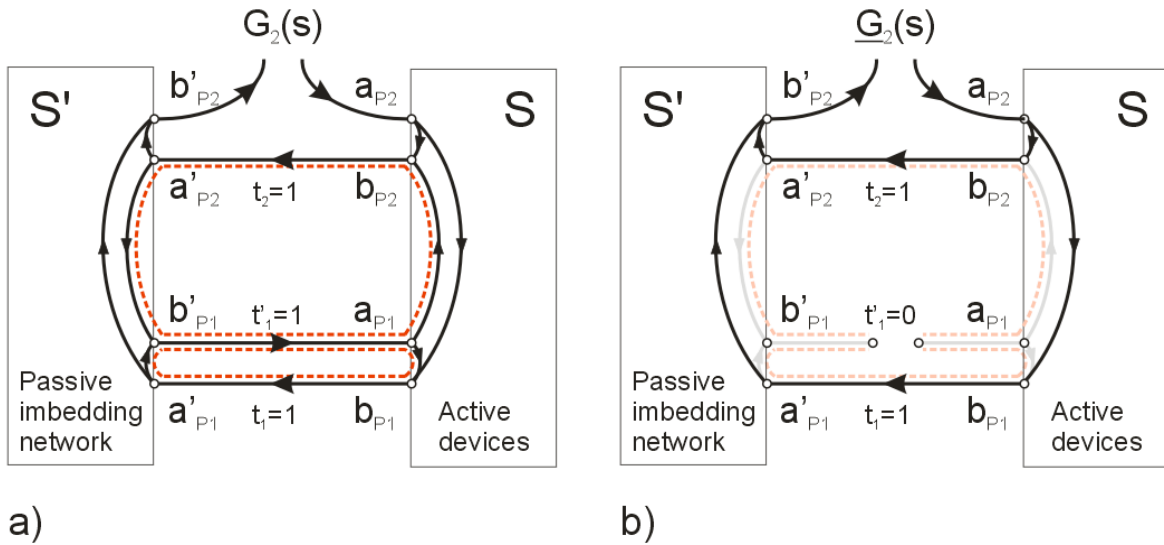 G₂(s)
S'
b'P2
aP2
S
a'P2
t₂=1
bP2
b'P1
t'₁=1
aP1
Passive
imbedding
network
a'P1
t₁=1
bP1
Active
devices
a)
G₂(s)
S'
b'P2
aP2
S
a'P2
t₂=1
bP2
b'P1
t'₁=0
aP1
Passive
imbedding
network
a'P1
t₁=1
bP1
Active
devices
b)